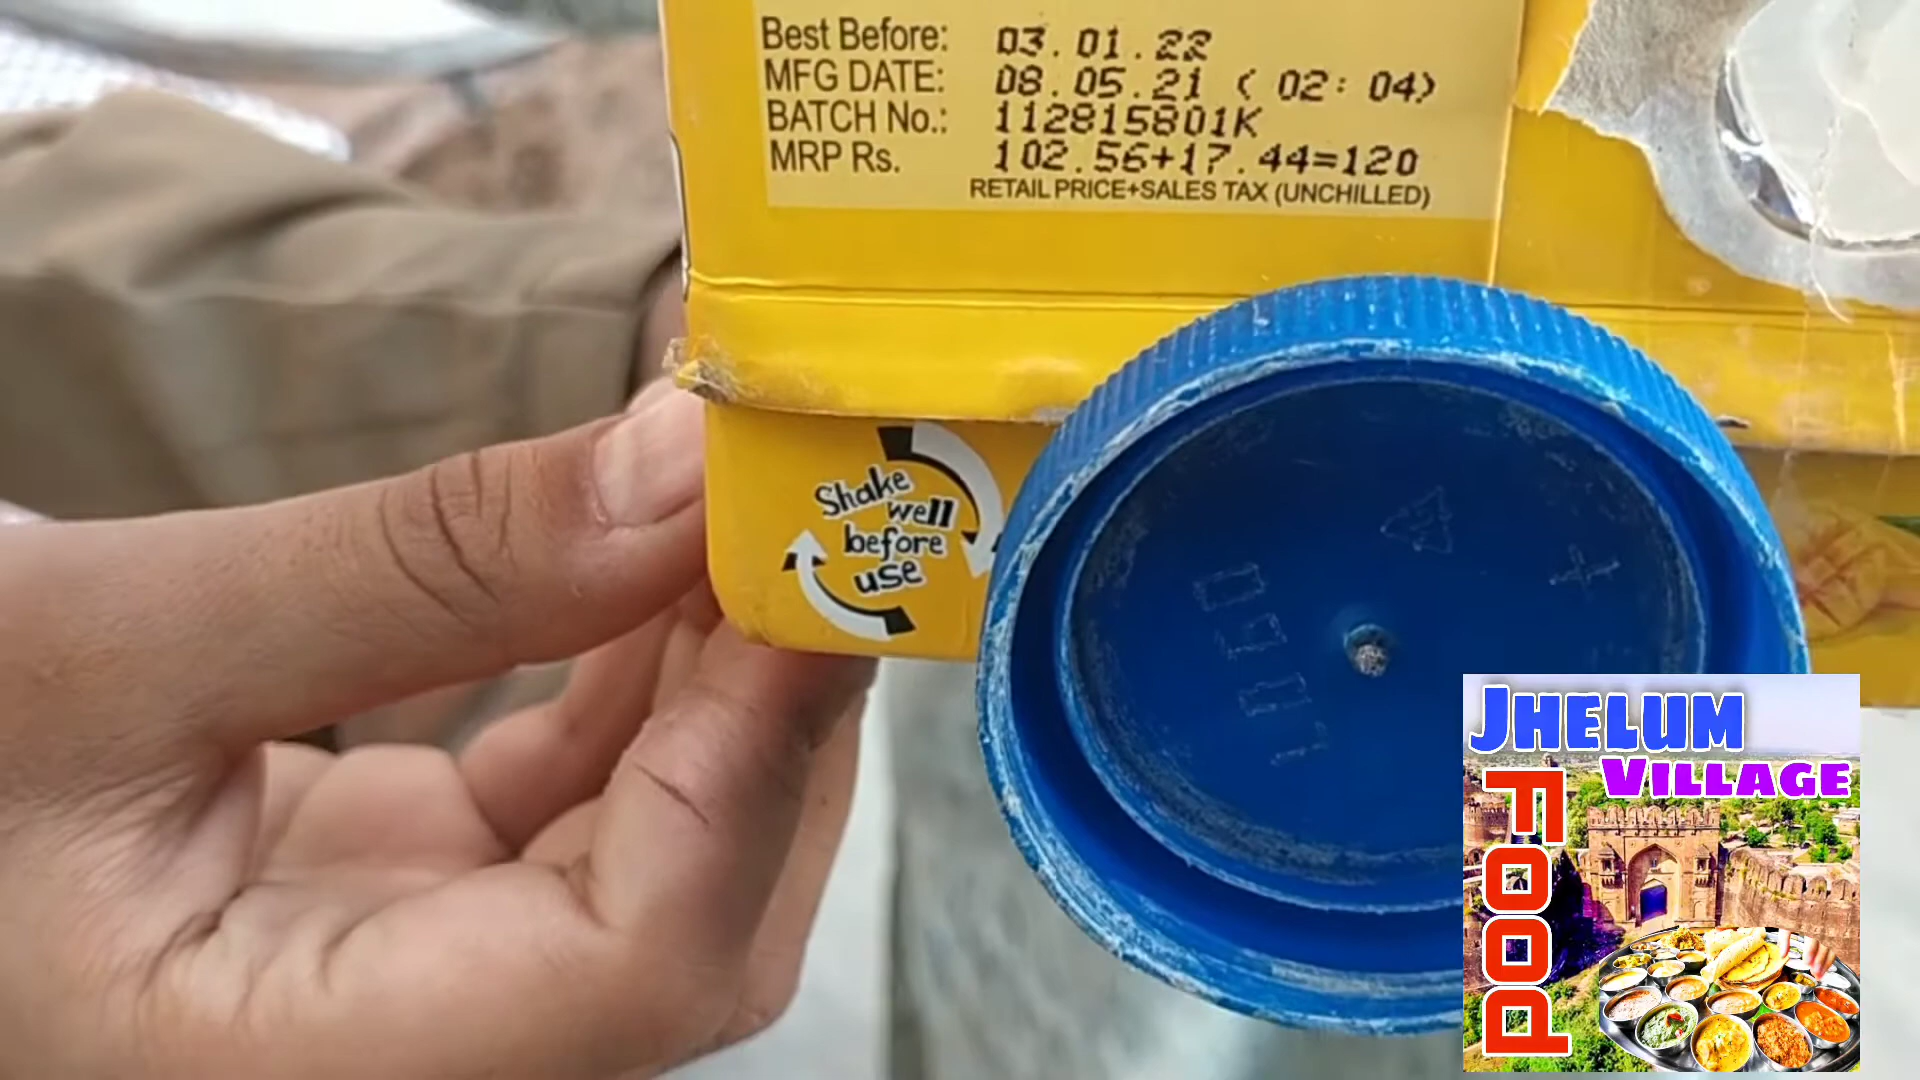 Best Before: 03.01.22
MFG DATE: 08.05.21 (02:04)
BATCH No.: 112815801K
MRP Rs. 102.56+17.44=120
RETAIL PRICE+SALES TAX (UNCHILLED)
Shake
well
before
use
JHELUM
VILLAGE
FOOD